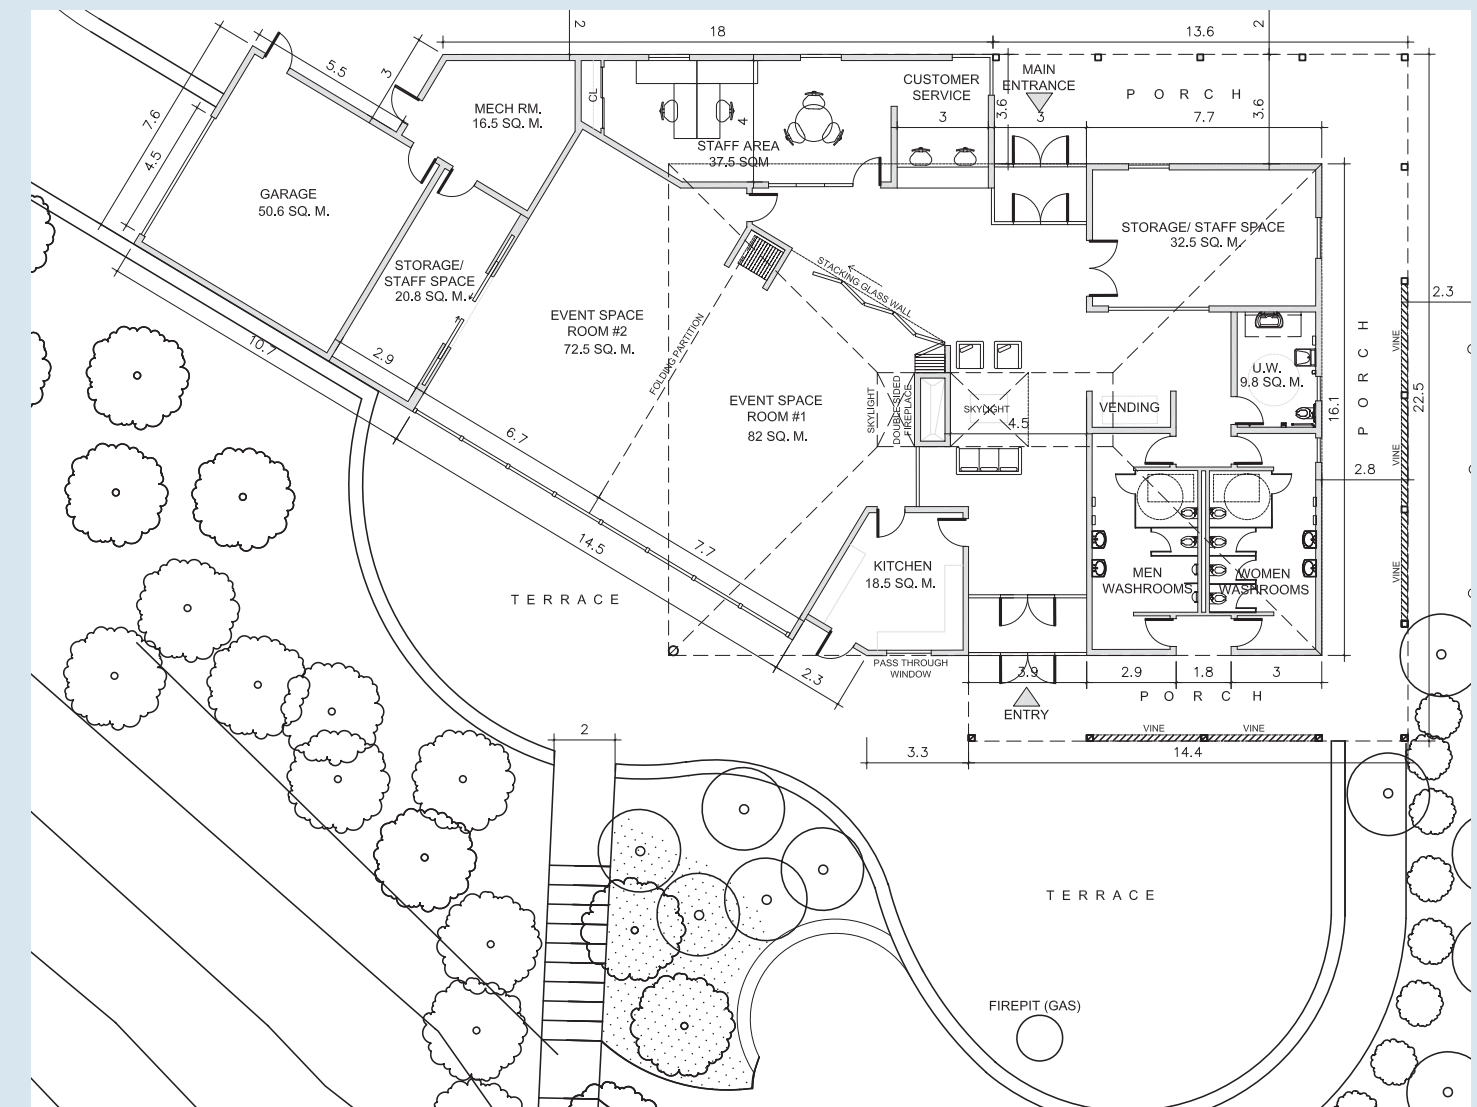 2
18
2
13.6
5.5
3
MECH RM.
16.5 SQ. M.
CL
CUSTOMER
SERVICE
MAIN
ENTRANCE
PORCH
7.6
4.5
4
3
3.6
3
7.7
3.6
STAFF AREA
37.5 SQM
GARAGE
50.6 SQ. M.
STORAGE/ STAFF SPACE
32.5 SQ. M.
STORAGE/
STAFF SPACE
20.8 SQ. M.
STACKING GLASS WALL
2.3
EVENT SPACE
ROOM #2
72.5 SQ. M.
FOLDING PARTITION
10.7
2.9
PORCH
VINE
U.W.
9.8 SQ. M.
16.1
22.5
EVENT SPACE
ROOM #1
82 SQ. M.
SKYLIGHT
DOUBLE SIDED
FIREPLACE
SKYLIGHT
4.5
VENDING
6.7
VINE
2.8
14.5
7.7
KITCHEN
18.5 SQ. M.
MEN
WASHROOMS
WOMEN
WASHROOMS
VINE
TERRACE
2.3
PASS THROUGH
WINDOW
3.9
2.9
1.8
3
PORCH
ENTRY
VINE
VINE
2
3.3
14.4
TERRACE
FIREPIT (GAS)